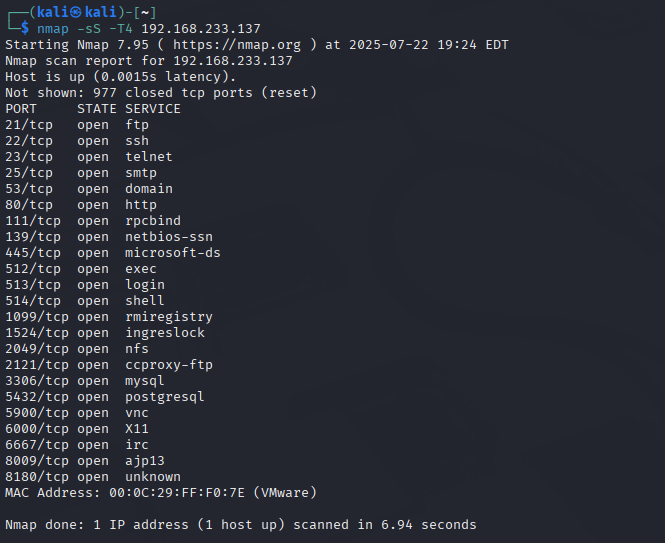 ┌──(kali㉿kali)-[~]
└─$ nmap -sS -T4 192.168.233.137
Starting Nmap 7.95 ( https://nmap.org ) at 2025-07-22 19:24 EDT
Nmap scan report for 192.168.233.137
Host is up (0.0015s latency).
Not shown: 977 closed tcp ports (reset)
PORT     STATE SERVICE
21/tcp   open  ftp
22/tcp   open  ssh
23/tcp   open  telnet
25/tcp   open  smtp
53/tcp   open  domain
80/tcp   open  http
111/tcp  open  rpcbind
139/tcp  open  netbios-ssn
445/tcp  open  microsoft-ds
512/tcp  open  exec
513/tcp  open  login
514/tcp  open  shell
1099/tcp open  rmiregistry
1524/tcp open  ingreslock
2049/tcp open  nfs
2121/tcp open  ccproxy-ftp
3306/tcp open  mysql
5432/tcp open  postgresql
5900/tcp open  vnc
6000/tcp open  X11
6667/tcp open  irc
8009/tcp open  ajp13
8180/tcp open  unknown
MAC Address: 00:0C:29:FF:F0:7E (VMware)
Nmap done: 1 IP address (1 host up) scanned in 6.94 seconds